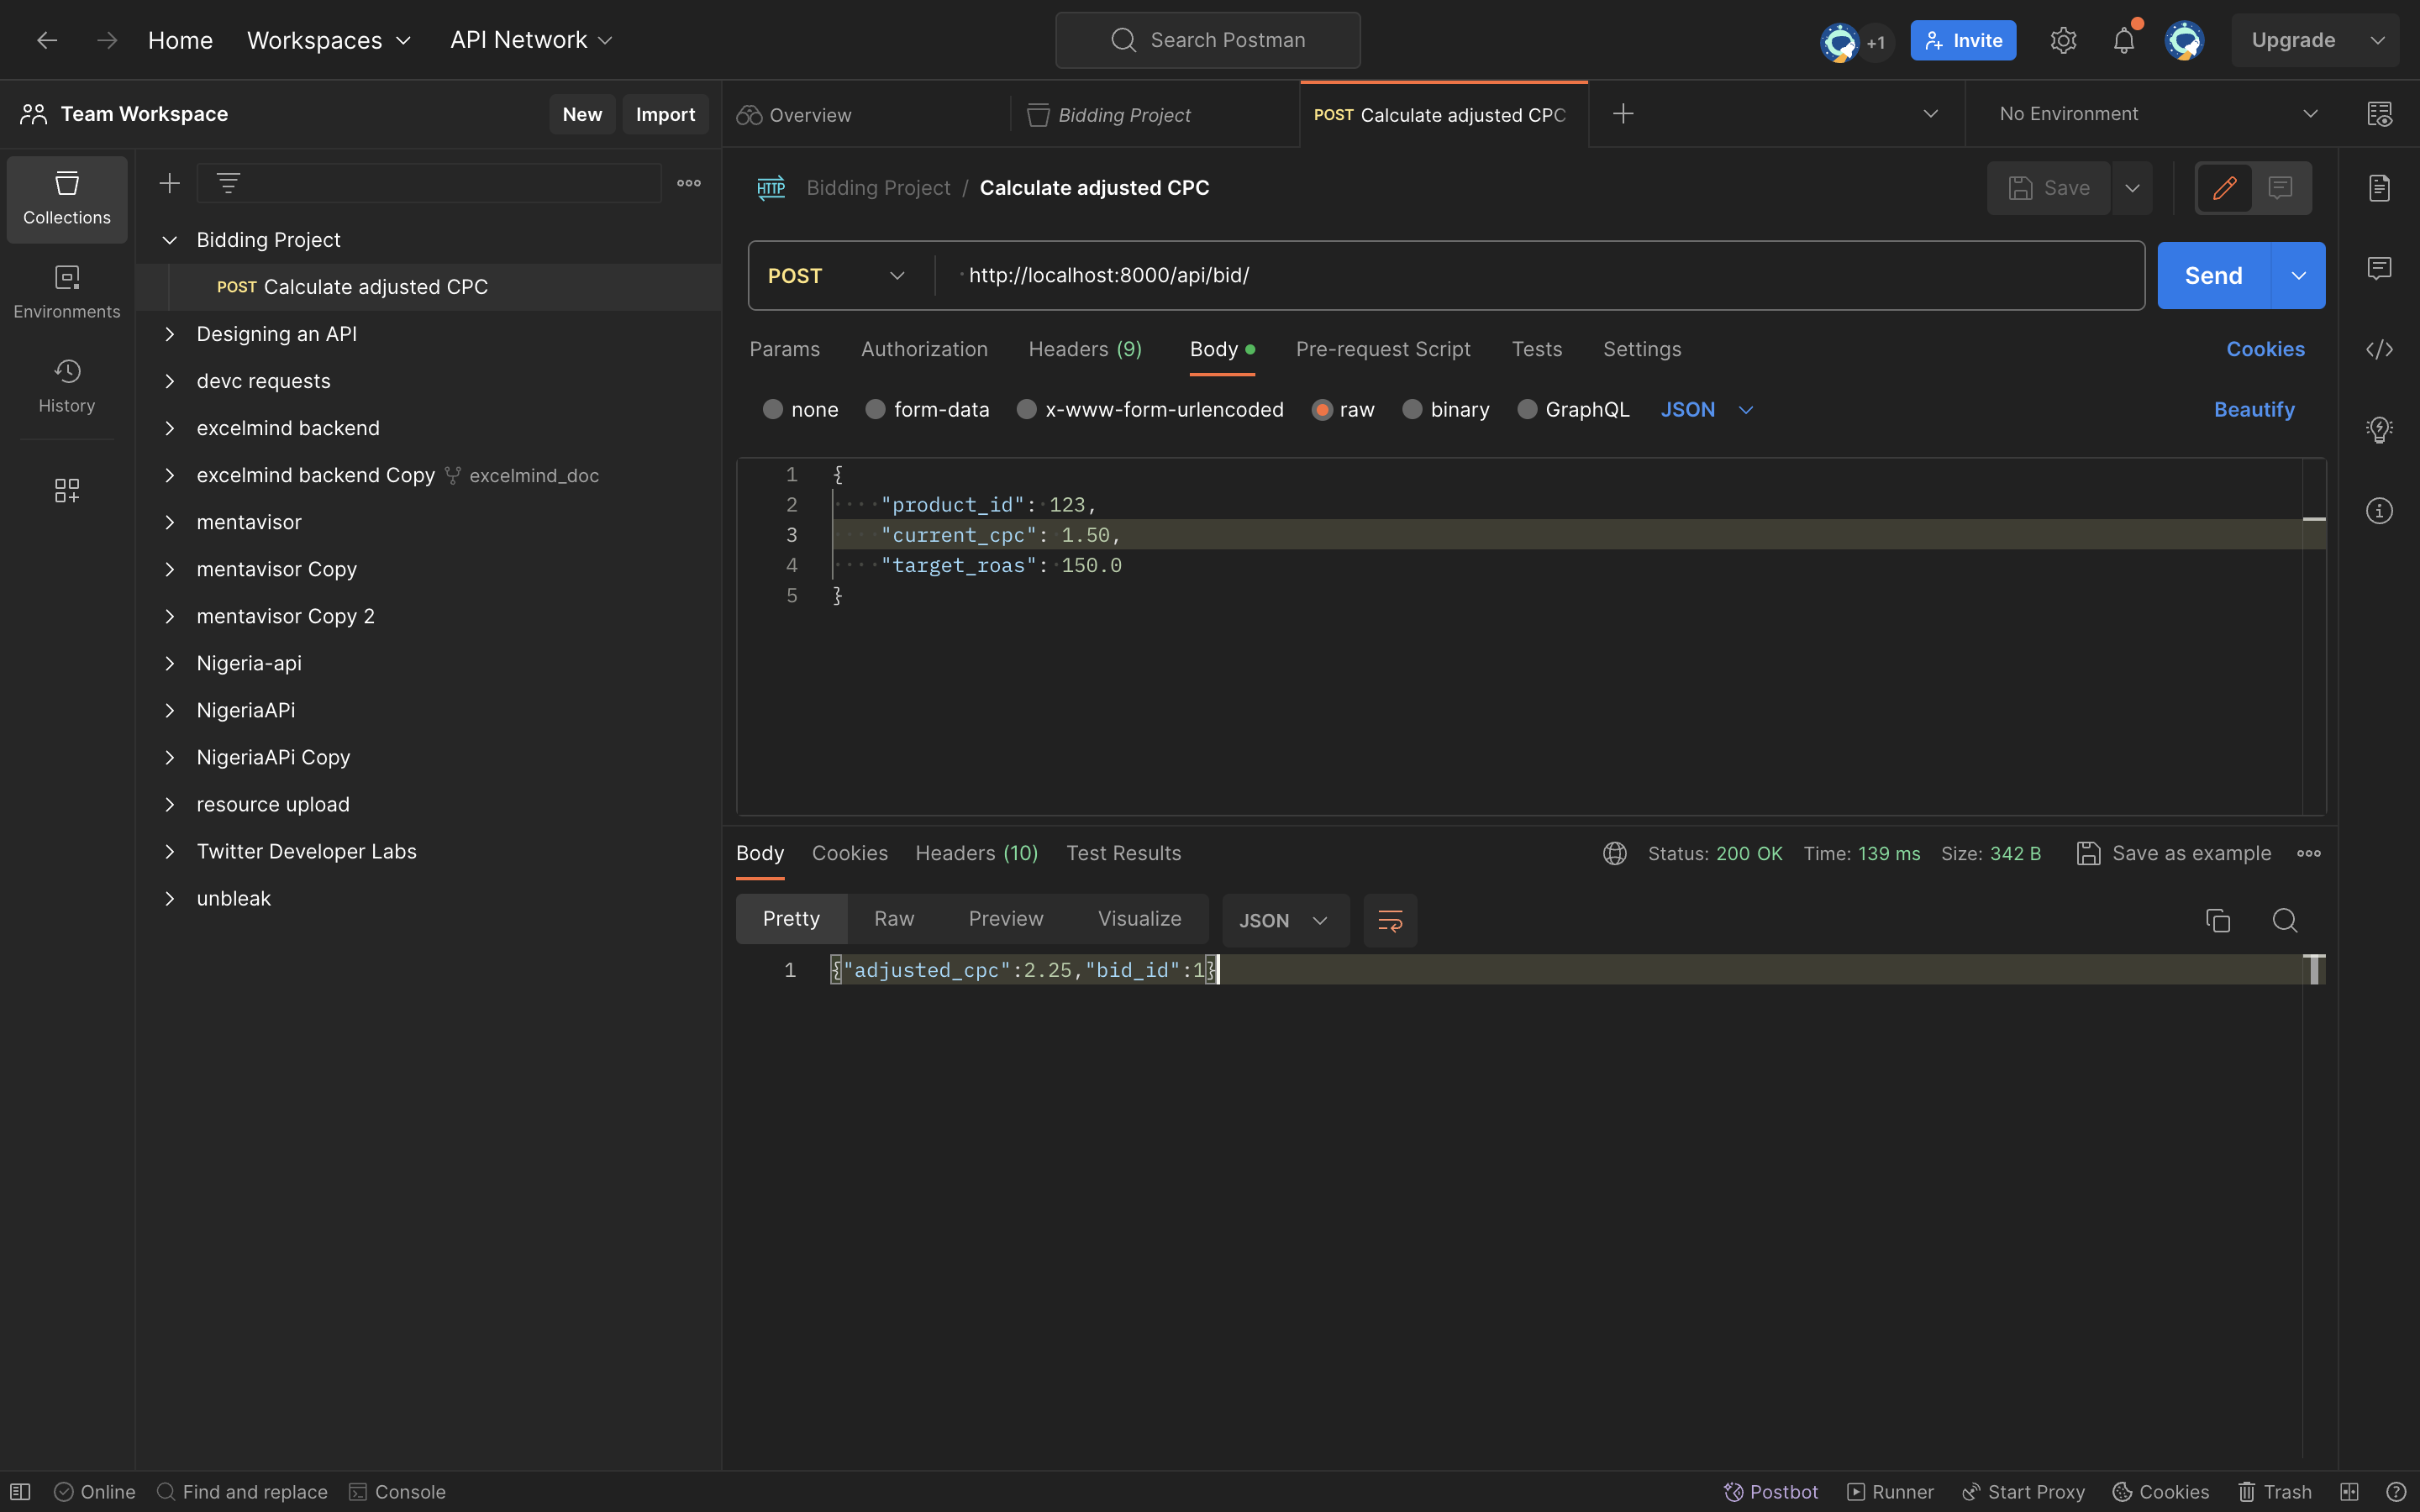 Home Workspaces API Network Search Postman +1 Invite Upgrade
Team Workspace New Import
Overview Bidding Project POST Calculate adjusted CPC No Environment
Collections
Environments
History
Bidding Project
POST Calculate adjusted CPC
Designing an API
devc requests
excelmind backend
excelmind backend Copy excelmind_doc
mentavisor
mentavisor Copy
mentavisor Copy 2
Nigeria-api
NigeriaAPi
NigeriaAPi Copy
resource upload
Twitter Developer Labs
unbleak
HTTP Bidding Project / Calculate adjusted CPC Save
POST http://localhost:8000/api/bid/ Send
Params Authorization Headers (9) Body Pre-request Script Tests Settings Cookies
none form-data x-www-form-urlencoded raw binary GraphQL JSON Beautify
1 {
2 "product_id": 123,
3 "current_cpc": 1.50,
4 "target_roas": 150.0
5 }
Body Cookies Headers (10) Test Results Status: 200 OK Time: 139 ms Size: 342 B Save as example
Pretty Raw Preview Visualize JSON
1 {"adjusted_cpc":2.25,"bid_id":1}
Online Find and replace Console Postbot Runner Start Proxy Cookies Trash